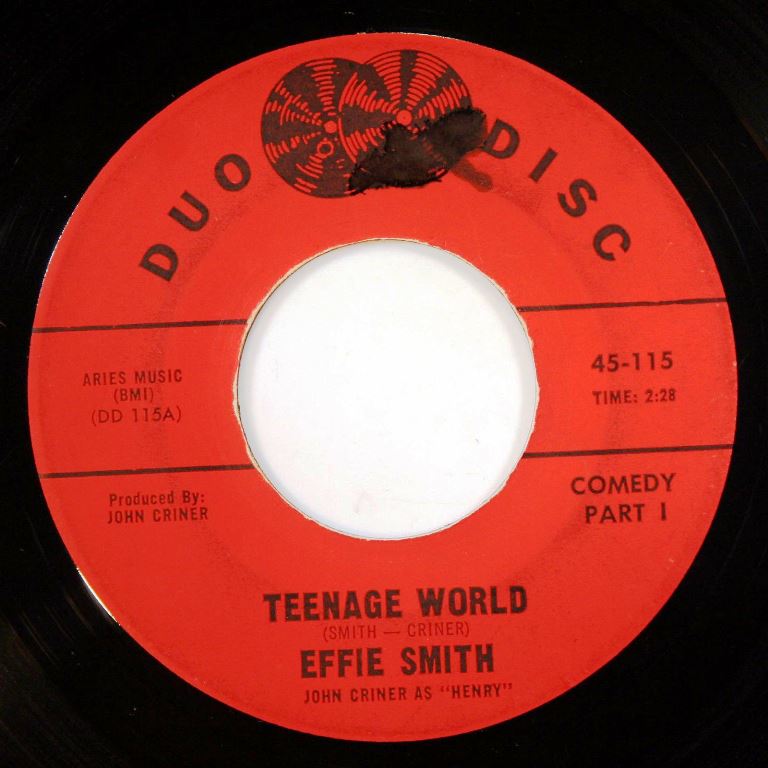 DUO DISC
ARIES MUSIC
(BMI)
(DD 115A)
45-115
TIME: 2:28
Produced By:
JOHN CRINER
COMEDY
PART I
TEENAGE WORLD
(SMITH — CRINER)
EFFIE SMITH
JOHN CRINER AS "HENRY"